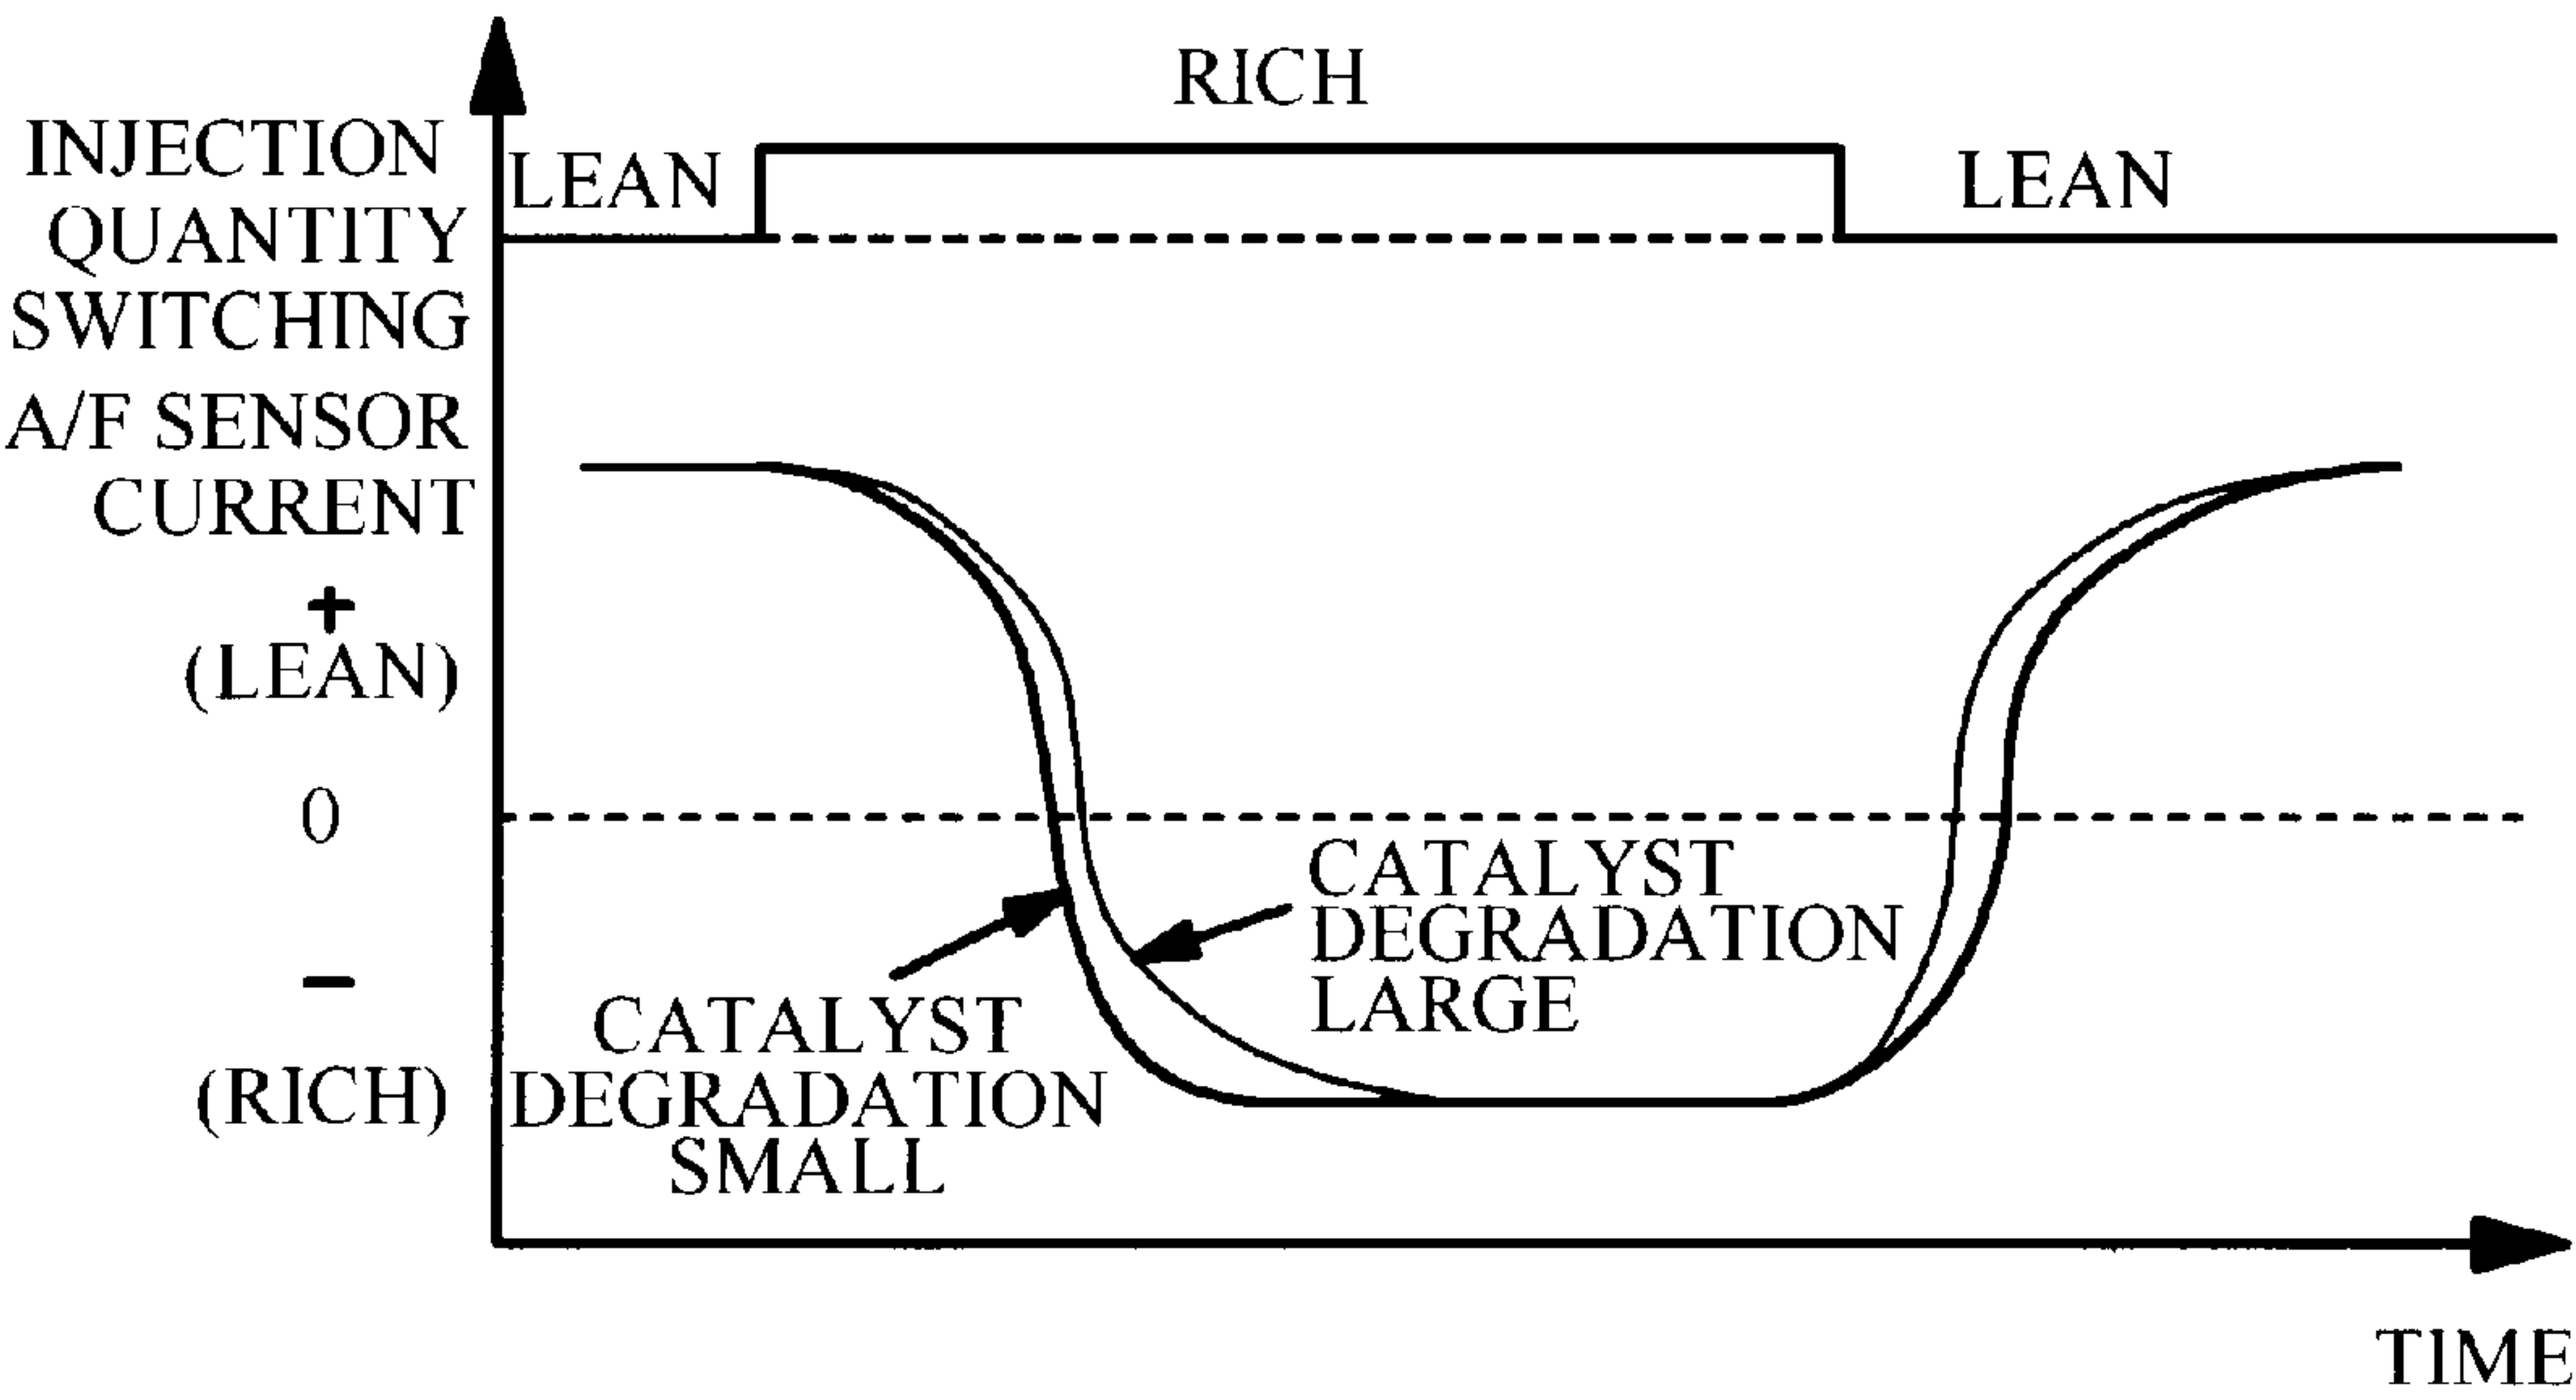 RICH
LEAN
LEAN
INJECTION
QUANTITY
SWITCHING
A/F SENSOR
CURRENT
+
(LEAN)
0
−
(RICH)
CATALYST
DEGRADATION
LARGE
CATALYST
DEGRADATION
SMALL
TIME